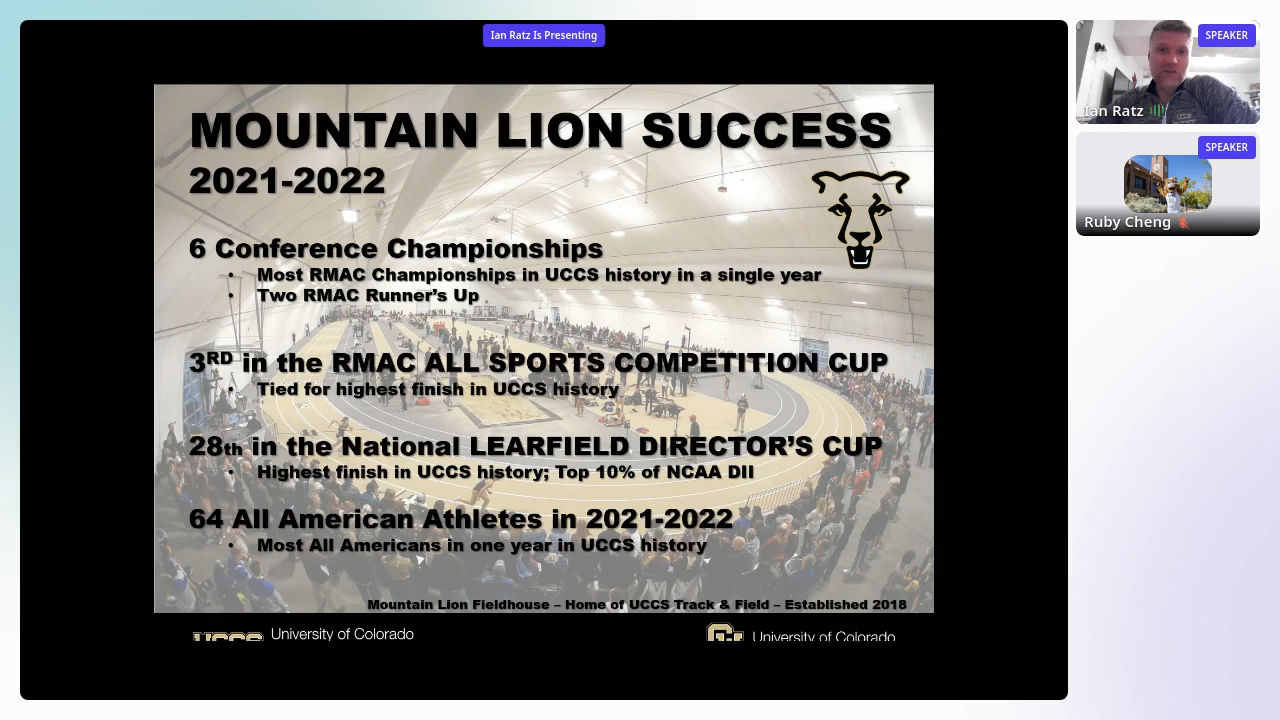 Ian Ratz Is Presenting
MOUNTAIN LION SUCCESS
2021-2022
6 Conference Championships
• Most RMAC Championships in UCCS history in a single year
• Two RMAC Runner's Up
3RD in the RMAC ALL SPORTS COMPETITION CUP
• Tied for highest finish in UCCS history
28th in the National LEARFIELD DIRECTOR'S CUP
• Highest finish in UCCS history; Top 10% of NCAA DII
64 All American Athletes in 2021-2022
• Most All Americans in one year in UCCS history
Mountain Lion Fieldhouse – Home of UCCS Track & Field – Established 2018
UCCS University of Colorado
CU University of Colorado
SPEAKER
Ian Ratz
SPEAKER
Ruby Cheng